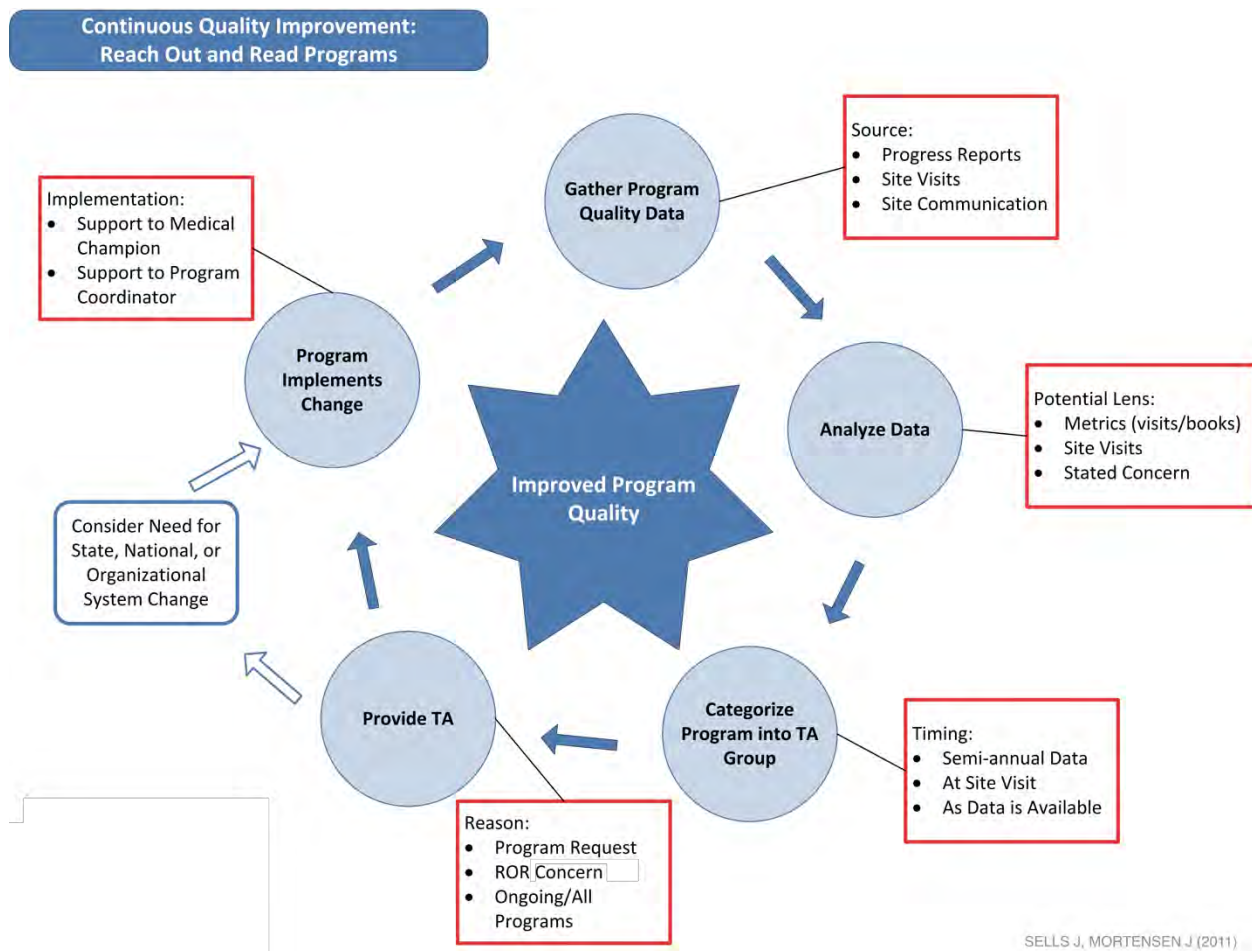 Continuous Quality Improvement:
Reach Out and Read Programs
Gather Program
Quality Data
Source:
● Progress Reports
● Site Visits
● Site Communication
Implementation:
● Support to Medical
Champion
● Support to Program
Coordinator
Program
Implements
Change
Analyze Data
Potential Lens:
● Metrics (visits/books)
● Site Visits
● Stated Concern
Improved Program
Quality
Consider Need for
State, National, or
Organizational
System Change
Provide TA
Categorize
Program into TA
Group
Timing:
● Semi-annual Data
● At Site Visit
● As Data is Available
Reason:
● Program Request
● ROR Concern
● Ongoing/All
Programs
SELLS J, MORTENSEN J (2011)